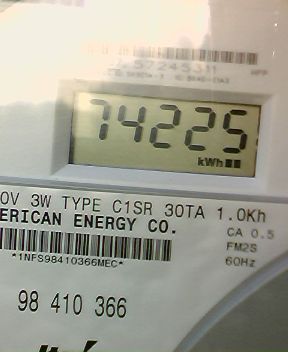 57245311
74225
kWh
0V 3W TYPE C1SR 30TA 1.0Kh
ERICAN ENERGY CO.
CA 0.5
FM2S
60Hz
*1NFS98410366MEC*
98 410 366